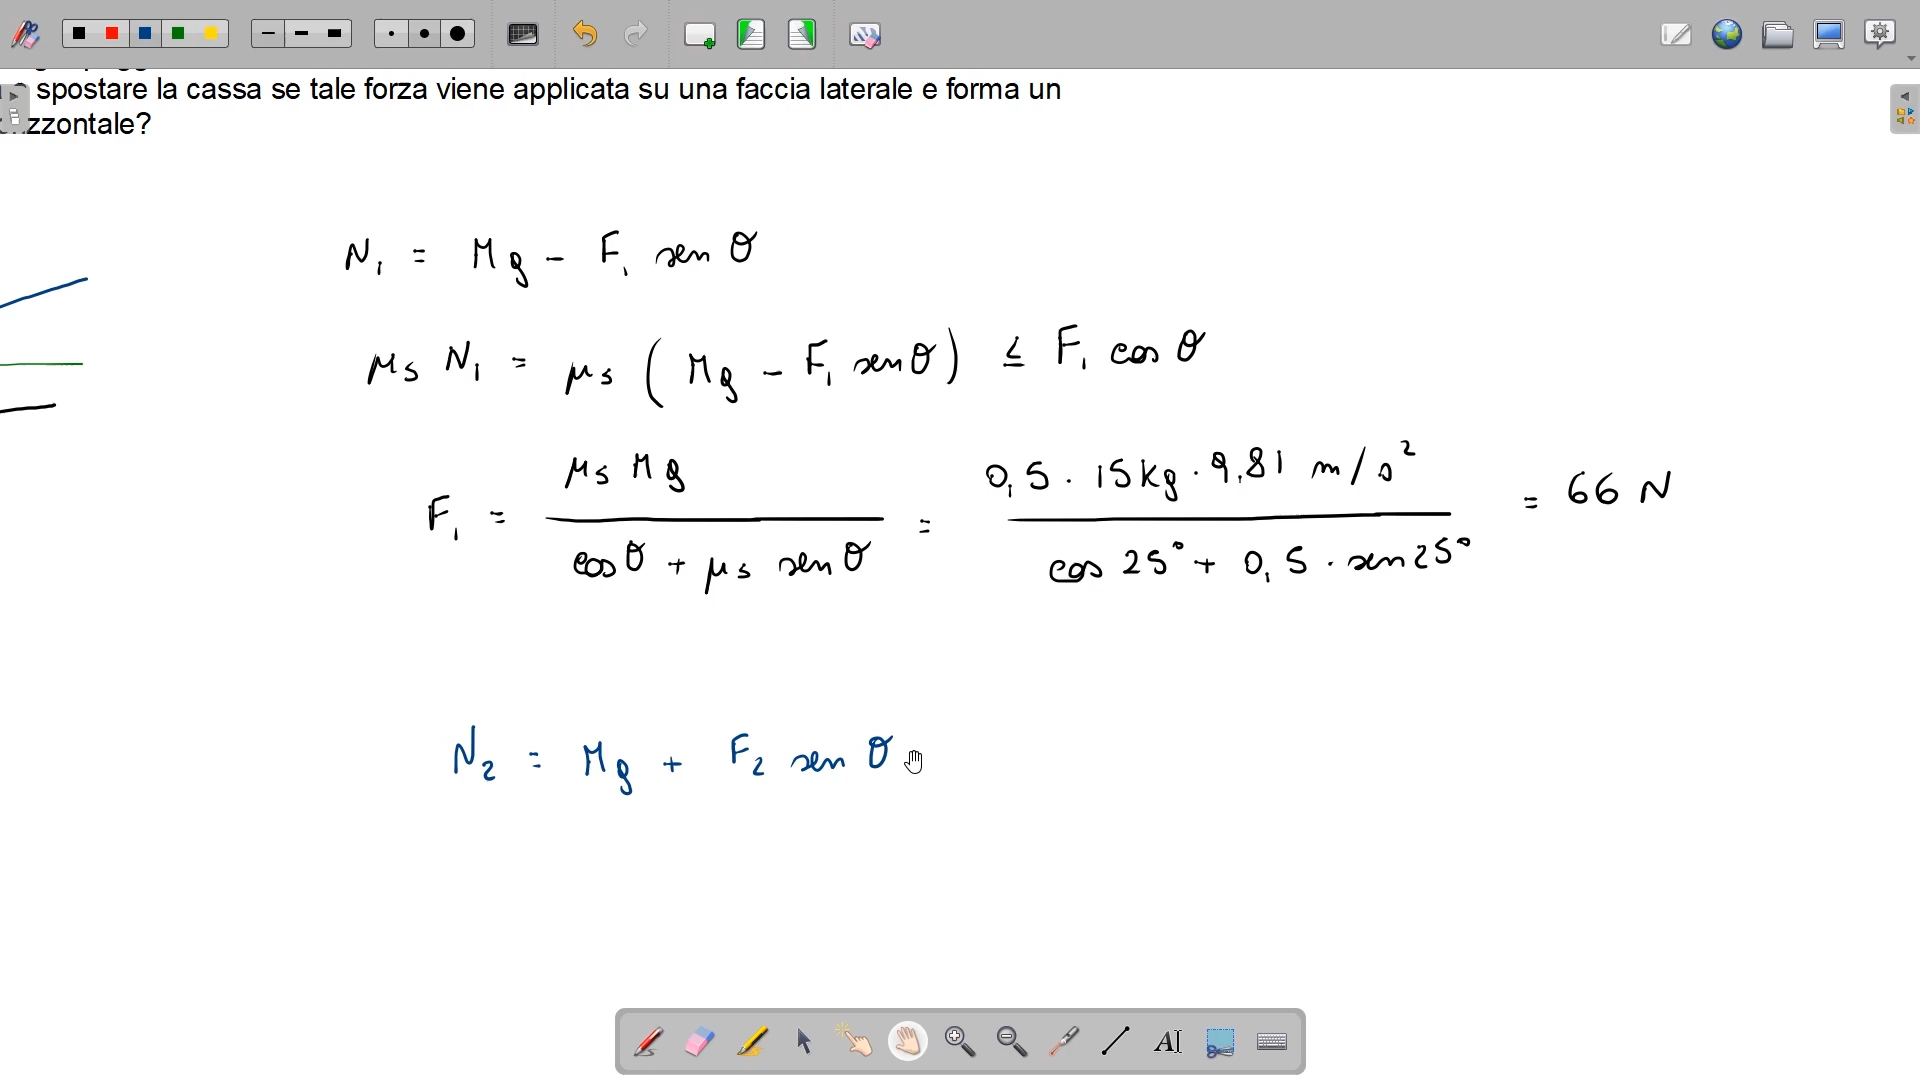 spostare la cassa se tale forza viene applicata su una faccia laterale e forma un
zzontale?
N₁ = Mg - F₁ sen θ
μs N₁ = μs ( Mg - F₁ sen θ ) ≤ F₁ cos θ
F₁ = μs Mg / (cos θ + μs sen θ) = 0,5 · 15 kg · 9,81 m/s² / (cos 25° + 0,5 · sen 25°) = 66 N
N₂ = Mg + F₂ sen θ